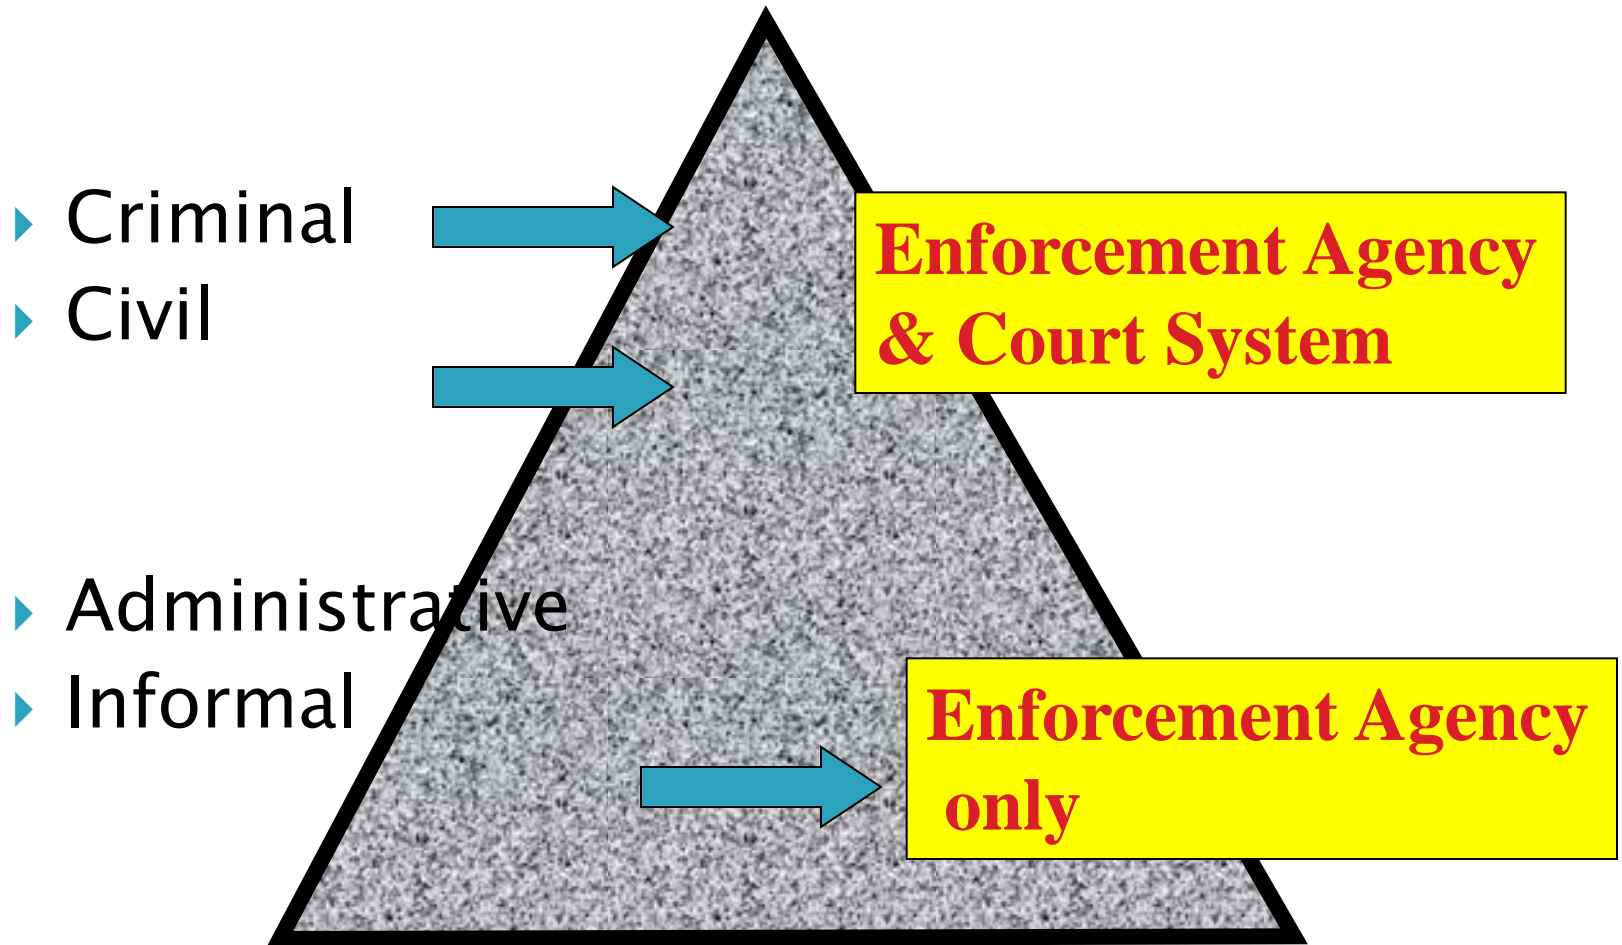 Criminal
Civil
Enforcement Agency
& Court System
Administrative
Informal
Enforcement Agency
only